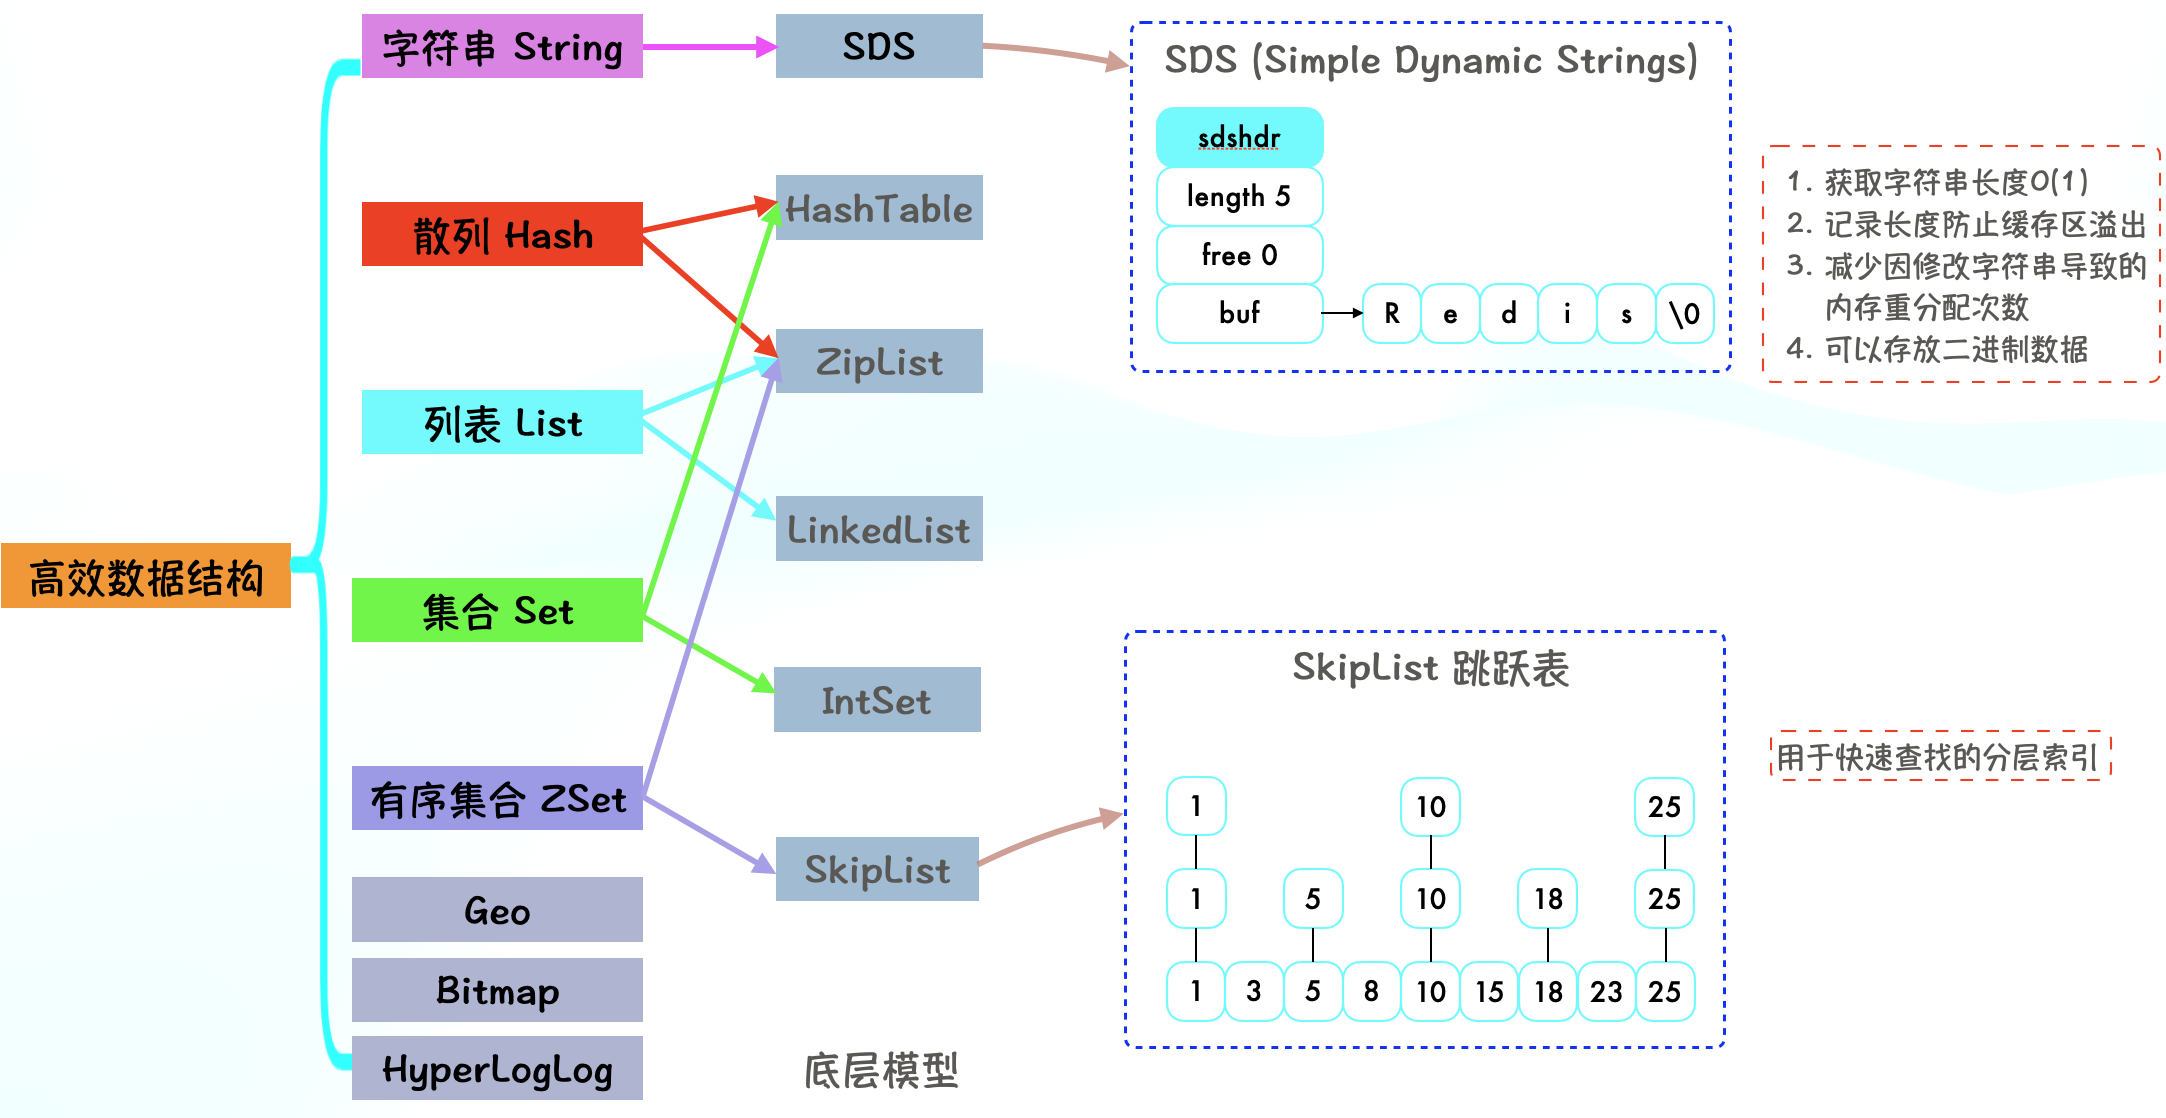 高效数据结构
字符串 String
散列 Hash
列表 List
集合 Set
有序集合 ZSet
Geo
Bitmap
HyperLogLog
SDS
HashTable
ZipList
LinkedList
IntSet
SkipList
底层模型
SDS (Simple Dynamic Strings)
sdshdr
length 5
free 0
buf R e d i s \0
1. 获取字符串长度O(1)
2. 记录长度防止缓存区溢出
3. 减少因修改字符串导致的
内存重分配次数
4. 可以存放二进制数据
SkipList 跳跃表
1 10 25
1 5 10 18 25
1 3 5 8 10 15 18 23 25
用于快速查找的分层索引